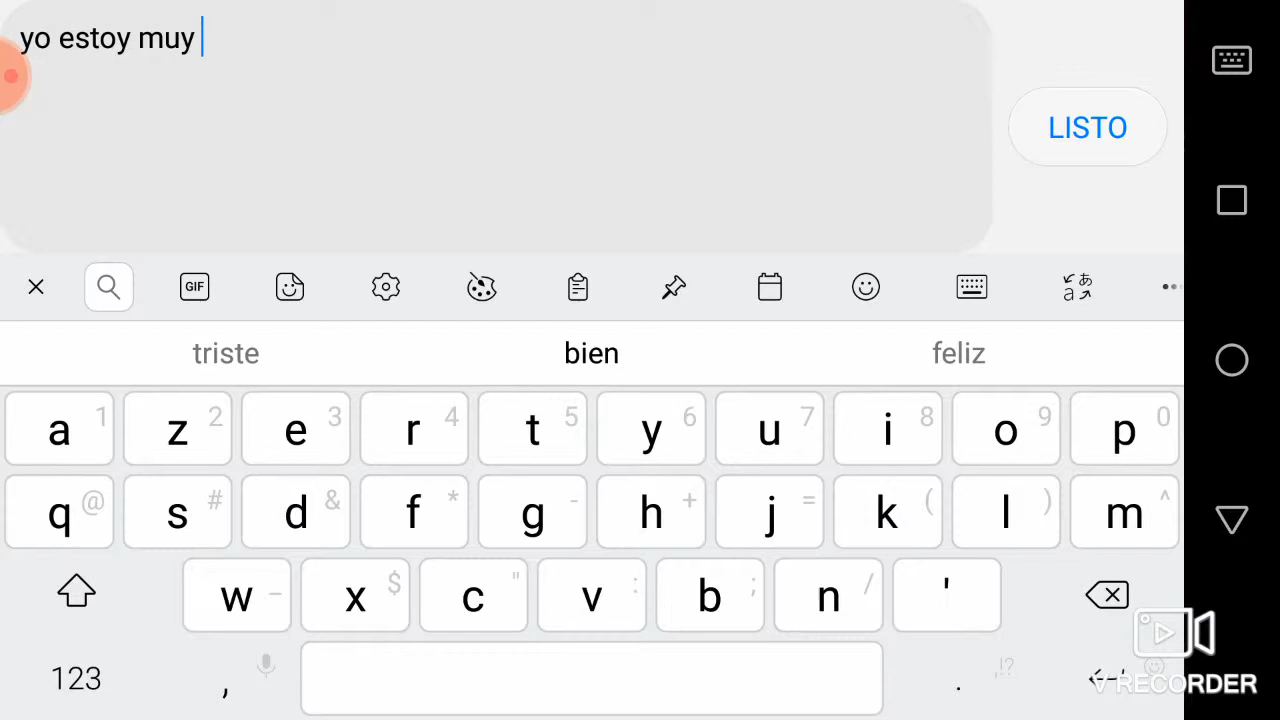 yo estoy muy
LISTO
GIF
triste bien feliz
a 1 z 2 e 3 r 4 t 5 y 6 u 7 i 8 o 9 p 0
q @ s # d & f * g - h + j = k ( l ) m ^
w _ x $ c " v : b ; n / '
123 , . ,!?
V RECORDER